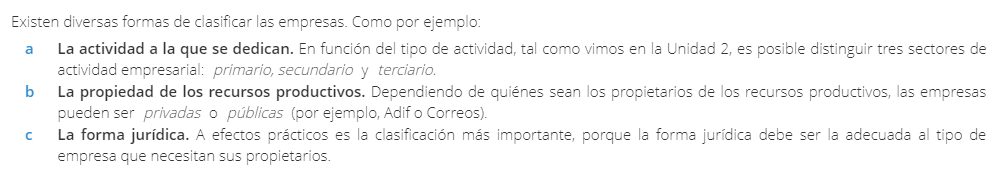 Existen diversas formas de clasificar las empresas. Como por ejemplo:
a La actividad a la que se dedican. En función del tipo de actividad, tal como vimos en la Unidad 2, es posible distinguir tres sectores de
actividad empresarial: primario, secundario y terciario.
b La propiedad de los recursos productivos. Dependiendo de quiénes sean los propietarios de los recursos productivos, las empresas
pueden ser privadas o públicas (por ejemplo, Adif o Correos).
c La forma jurídica. A efectos prácticos es la clasificación más importante, porque la forma jurídica debe ser la adecuada al tipo de
empresa que necesitan sus propietarios.